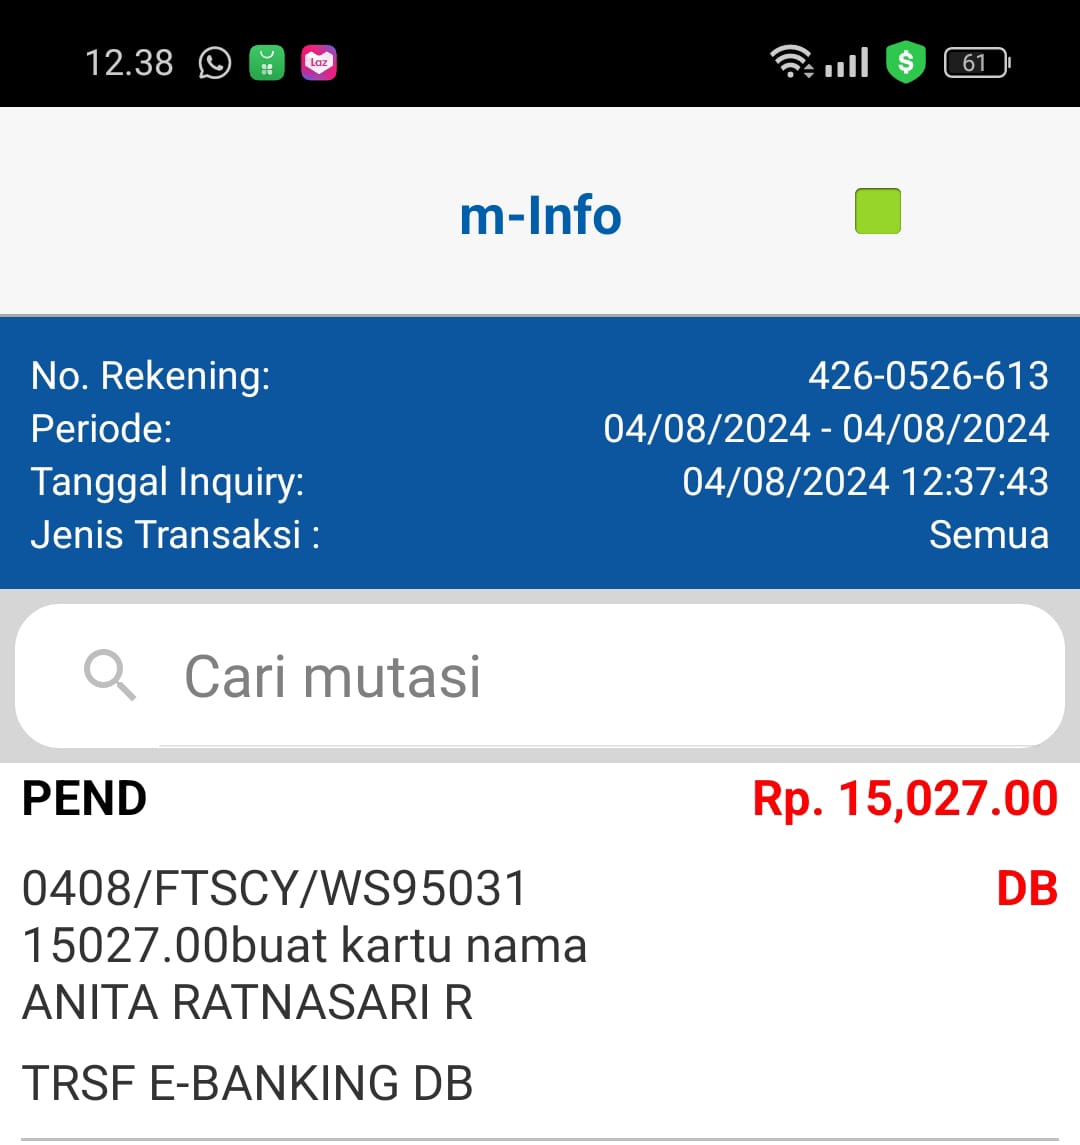 12.38
Laz
$
61
m-Info
No. Rekening: 426-0526-613
Periode: 04/08/2024 - 04/08/2024
Tanggal Inquiry: 04/08/2024 12:37:43
Jenis Transaksi : Semua
Cari mutasi
PEND Rp. 15,027.00
0408/FTSCY/WS95031 DB
15027.00buat kartu nama
ANITA RATNASARI R
TRSF E-BANKING DB